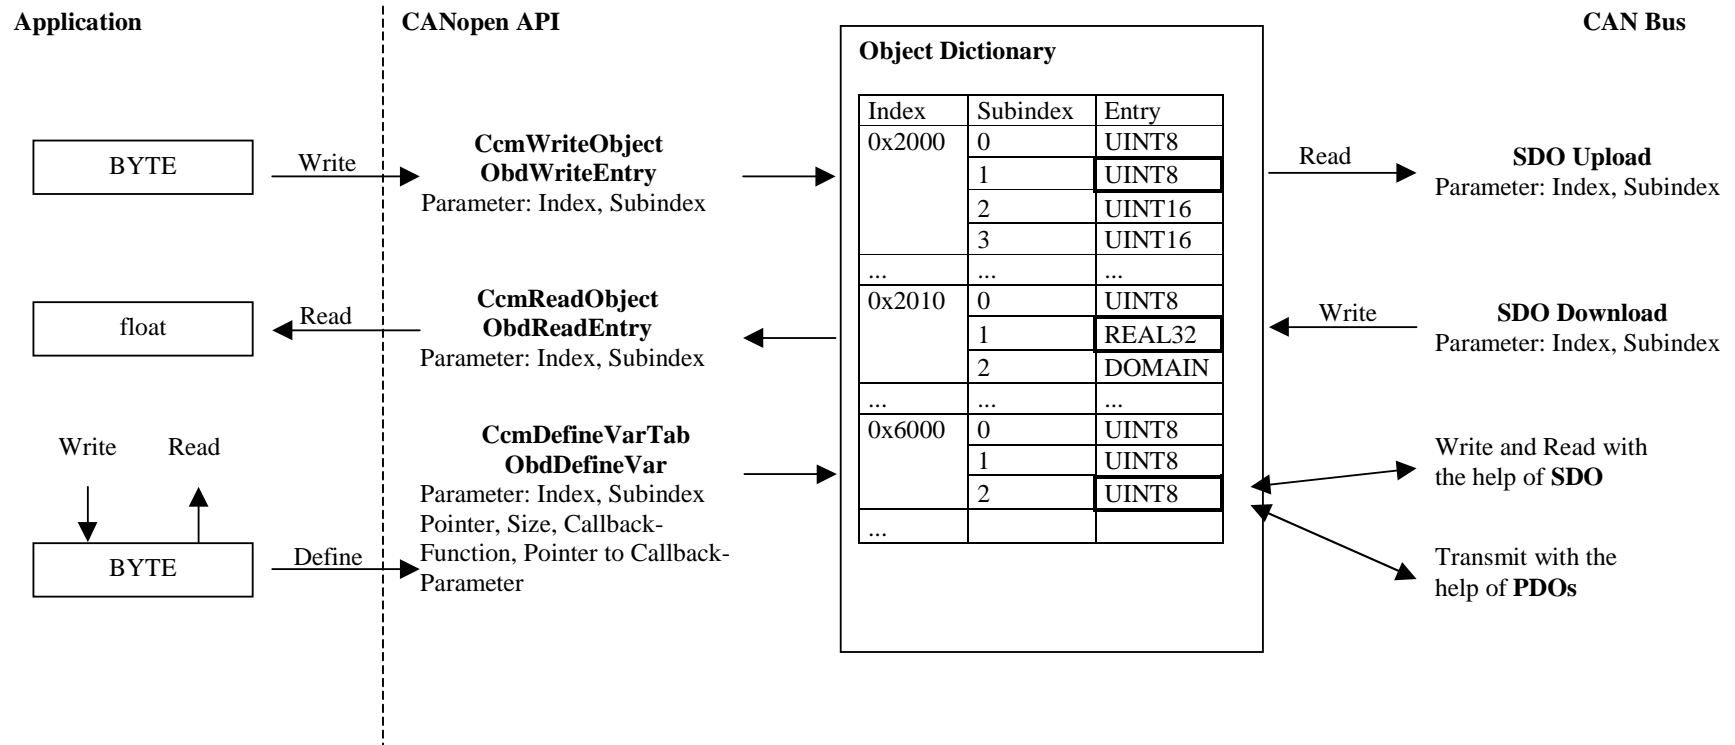 Application
CANopen API
CAN Bus
Object Dictionary
BYTE
Write
CcmWriteObject
ObdWriteEntry
Parameter: Index, Subindex
float
Read
CcmReadObject
ObdReadEntry
Parameter: Index, Subindex
Write Read
BYTE
Define
CcmDefineVarTab
ObdDefineVar
Parameter: Index, Subindex
Pointer, Size, Callback-
Function, Pointer to Callback-
Parameter
Index Subindex Entry
0x2000 0 UINT8
1 UINT8
2 UINT16
3 UINT16
... ... ...
0x2010 0 UINT8
1 REAL32
2 DOMAIN
... ... ...
0x6000 0 UINT8
1 UINT8
2 UINT8
...
Read
SDO Upload
Parameter: Index, Subindex
Write
SDO Download
Parameter: Index, Subindex
Write and Read with
the help of SDO
Transmit with the
help of PDOs